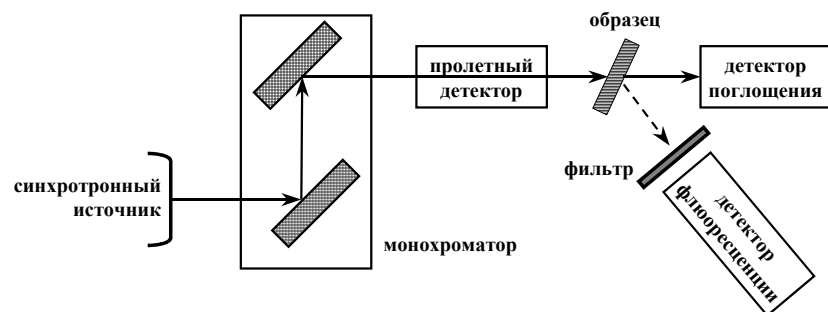 образец
пролетный
детектор
детектор
поглощения
фильтр
синхротронный
источник
детектор
флюоресценции
монохроматор